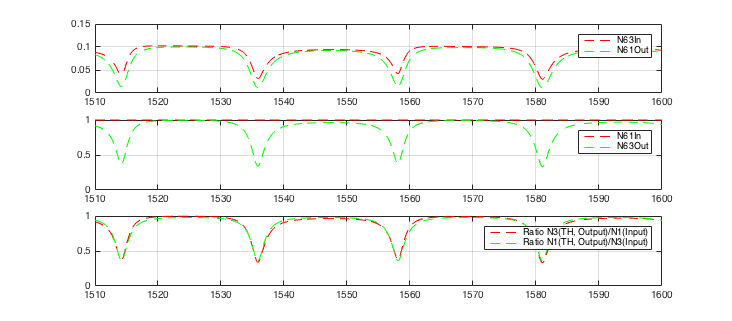 0.15
0.1
0.05
0
N63In
N61Out
1510 1520 1530 1540 1550 1560 1570 1580 1590 1600
1
0.5
0
N61In
N63Out
1510 1520 1530 1540 1550 1560 1570 1580 1590 1600
1
0.5
0
Ratio N3(TH, Output)/N1(Input)
Ratio N1(TH, Output)/N3(Input)
1510 1520 1530 1540 1550 1560 1570 1580 1590 1600